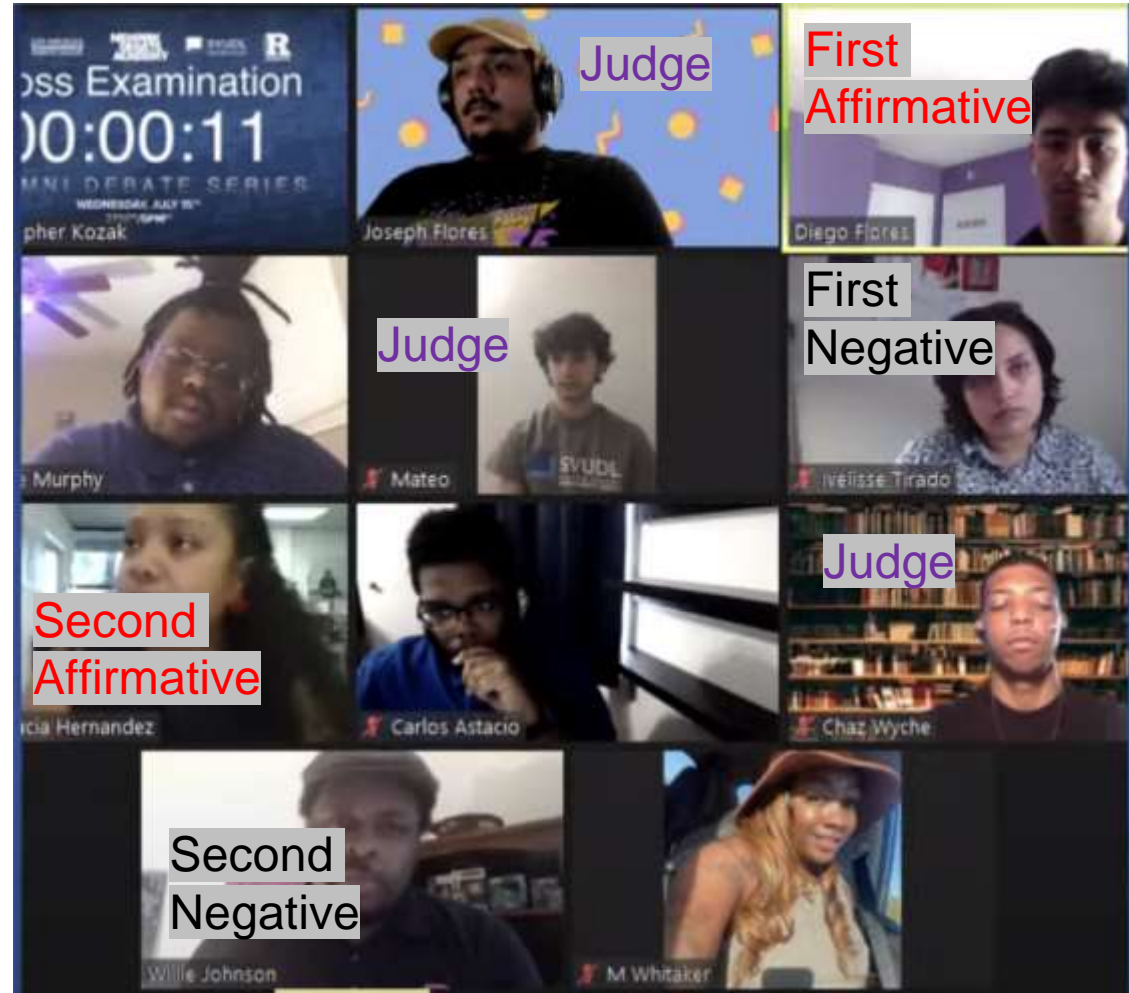 SVUDL
R
oss Examination
00:00:11
MNI DEBATE SERIES
WEDNESDAY, JULY 15TH
pher Kozak
Judge
Joseph Flores
First
Affirmative
Diego Flores
e Murphy
Judge
SVUDL
Mateo
First
Negative
Ivelisse Tirado
Second
Affirmative
cia Hernandez
Carlos Astacio
Judge
Chaz Wyche
Second
Negative
Willie Johnson
M Whitaker